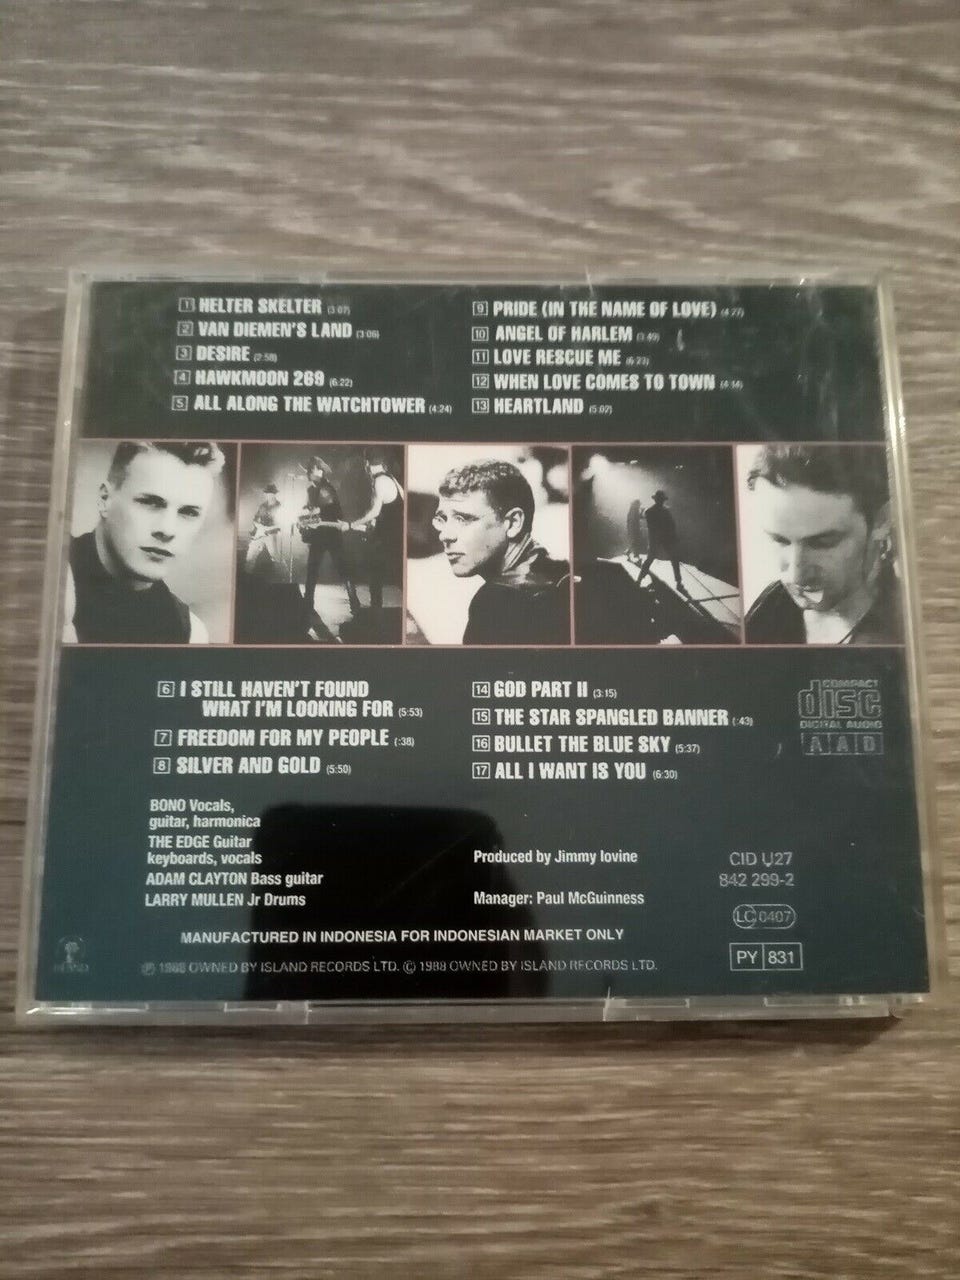 1 HELTER SKELTER (3:07)
2 VAN DIEMEN'S LAND (3:06)
3 DESIRE (2:58)
4 HAWKMOON 269 (6:22)
5 ALL ALONG THE WATCHTOWER (4:24)
9 PRIDE (IN THE NAME OF LOVE) (4:27)
10 ANGEL OF HARLEM (3:49)
11 LOVE RESCUE ME (6:23)
12 WHEN LOVE COMES TO TOWN (4:14)
13 HEARTLAND (5:02)
6 I STILL HAVEN'T FOUND
WHAT I'M LOOKING FOR (5:53)
7 FREEDOM FOR MY PEOPLE (:38)
8 SILVER AND GOLD (5:50)
14 GOD PART II (3:15)
15 THE STAR SPANGLED BANNER (:43)
16 BULLET THE BLUE SKY (5:37)
17 ALL I WANT IS YOU (6:30)
COMPACT
disc
DIGITAL AUDIO
AAD
BONO Vocals,
guitar, harmonica
THE EDGE Guitar
keyboards, vocals
ADAM CLAYTON Bass guitar
LARRY MULLEN Jr Drums
Produced by Jimmy Iovine
Manager: Paul McGuinness
CID U27
842 299-2
LC 0407
PY 831
MANUFACTURED IN INDONESIA FOR INDONESIAN MARKET ONLY
ISLAND
℗ 1988 OWNED BY ISLAND RECORDS LTD. © 1988 OWNED BY ISLAND RECORDS LTD.